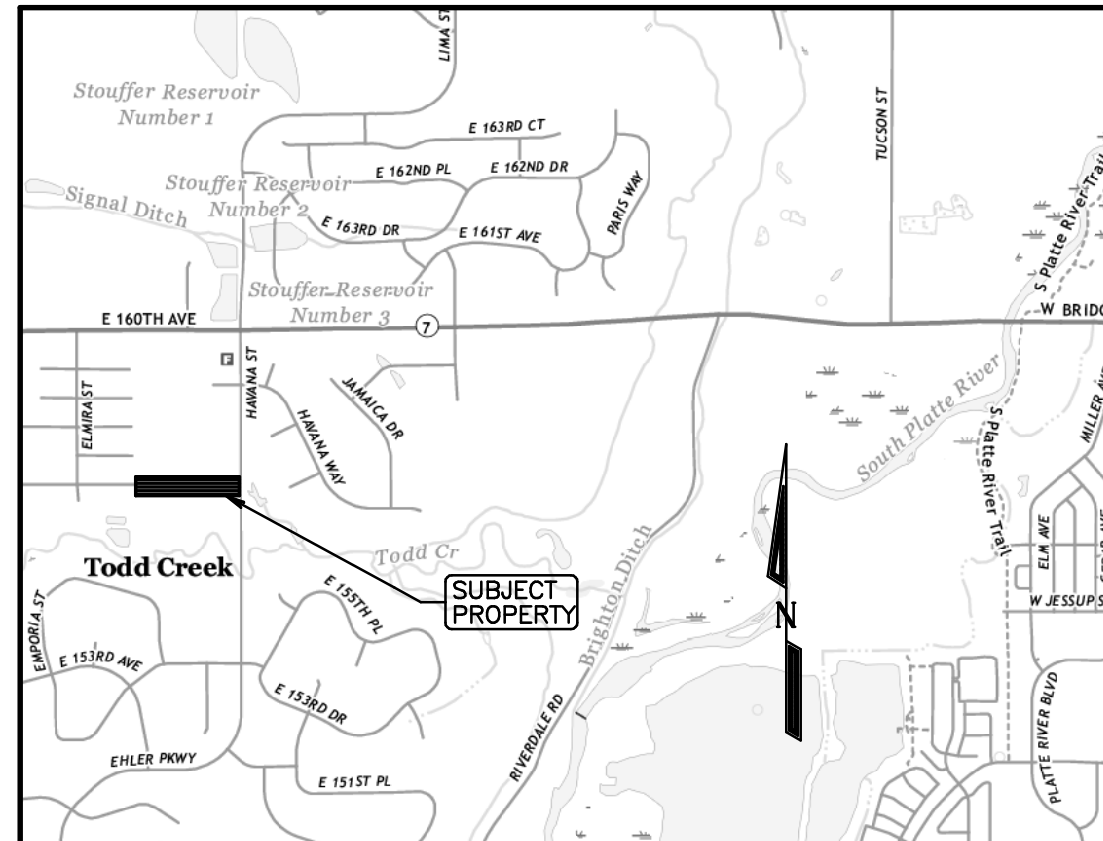 LIMA ST
Stouffer Reservoir
Number 1
E 163RD CT
TUCSON ST
E 162ND PL
E 162ND DR
Stouffer Reservoir
Number 2
Signal Ditch
PARIS WAY
S Platte River Trail
E 163RD DR
E 161ST AVE
Stouffer Reservoir
Number 3
E 160TH AVE
7
W BRIDG
F
HAVANA ST
ELMIRA ST
HAVANA WAY
JAMAICA DR
South Platte River
MILLER AVE
S Platte River Trail
Todd Creek
Todd Cr
SUBJECT
PROPERTY
Brighton Ditch
N
ELM AVE
W JESSUP S
EMPORIA ST
E 155TH PL
E 153RD AVE
E 153RD DR
RIVERDALE RD
PLATTE RIVER BLVD
EHLER PKWY
E 151ST PL